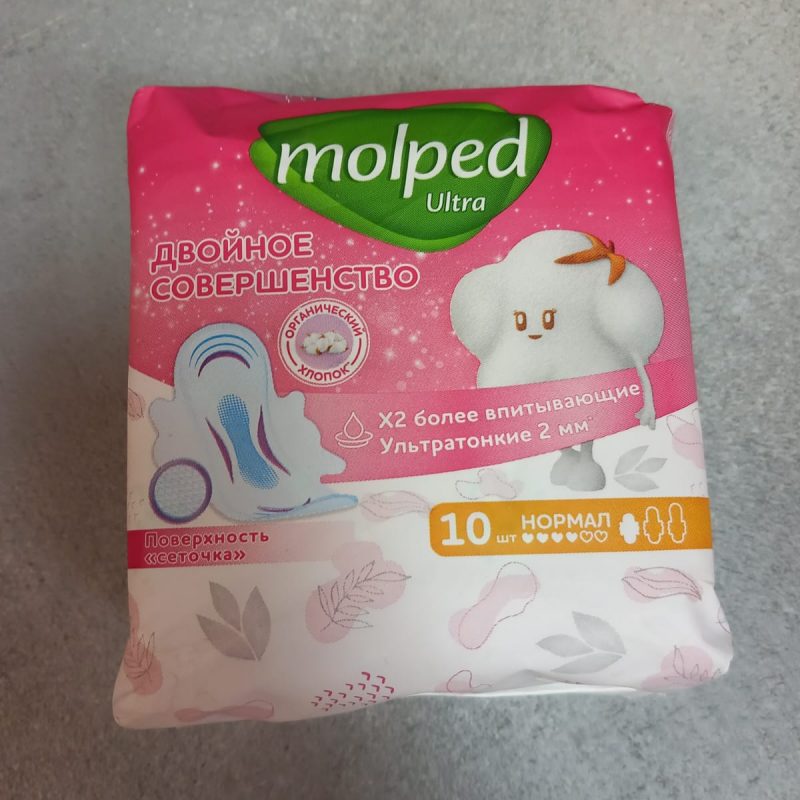 molped
Ultra
ДВОЙНОЕ
СОВЕРШЕНСТВО
ОРГАНИЧЕСКИЙ
ХЛОПОК*
Х2 более впитывающие
Ультратонкие 2 мм*
10 шт НОРМАЛ
Поверхность
«сеточка»